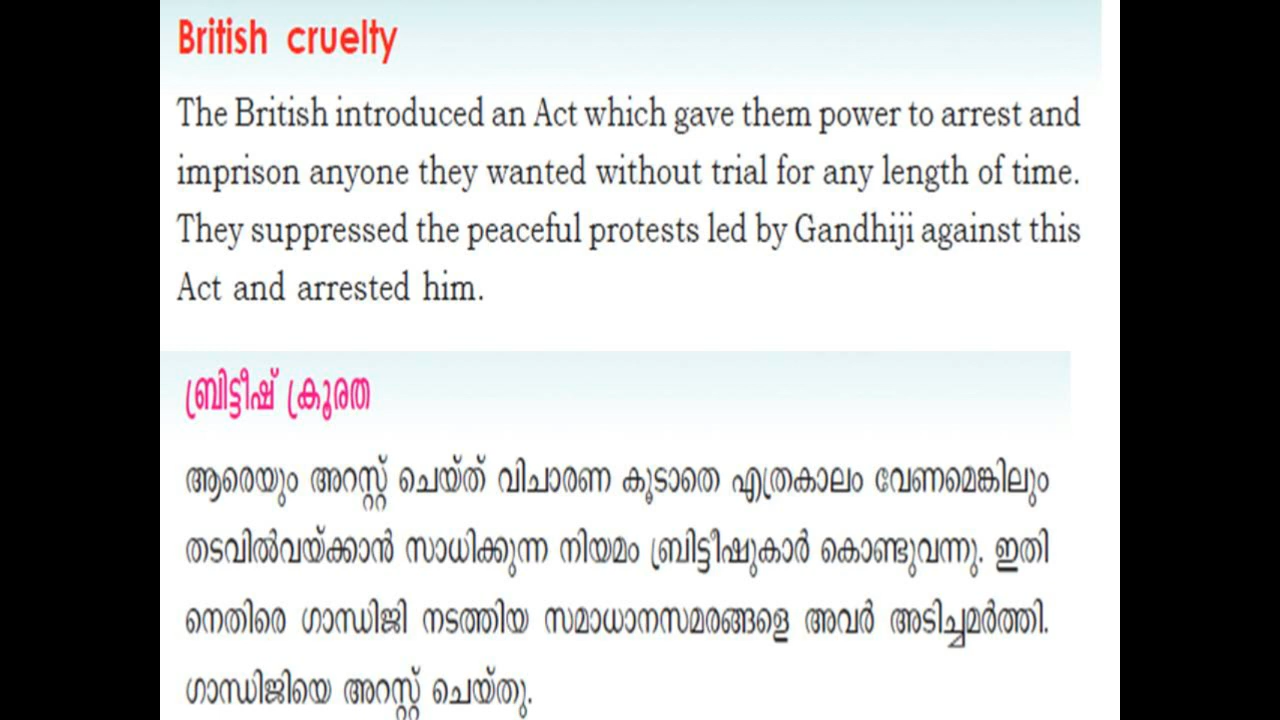 British cruelty
The British introduced an Act which gave them power to arrest and
imprison anyone they wanted without trial for any length of time.
They suppressed the peaceful protests led by Gandhiji against this
Act and arrested him.
ബ്രിട്ടീഷ് ക്രൂരത
ആരെയും അറസ്റ്റ് ചെയ്ത് വിചാരണ കൂടാതെ എത്രകാലം വേണമെങ്കിലും
തടവിൽവയ്ക്കാൻ സാധിക്കുന്ന നിയമം ബ്രിട്ടീഷുകാർ കൊണ്ടുവന്നു. ഇതി
നെതിരെ ഗാന്ധിജി നടത്തിയ സമാധാനസമരങ്ങളെ അവർ അടിച്ചമർത്തി.
ഗാന്ധിജിയെ അറസ്റ്റ് ചെയ്തു.